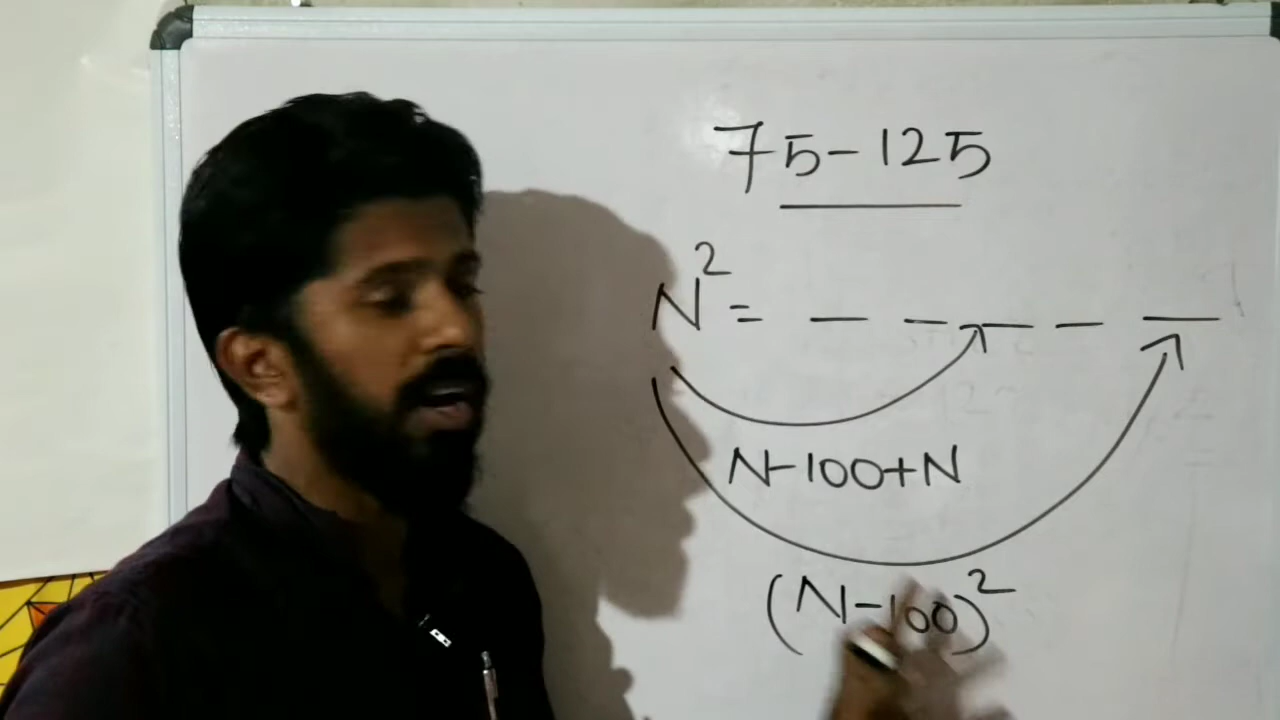 75-125
N² = _ _ _ _ _
N-100+N
(N-100)²